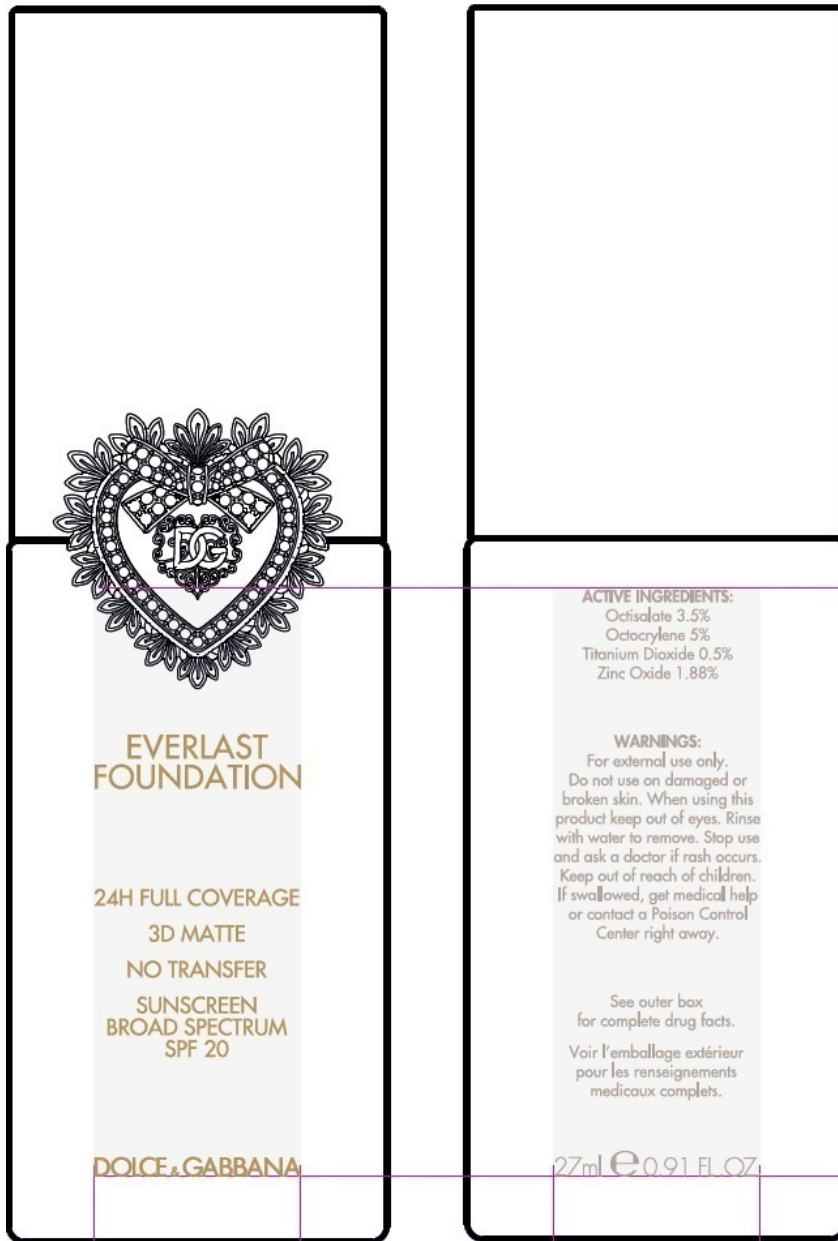 DG
EVERLAST
FOUNDATION
24H FULL COVERAGE
3D MATTE
NO TRANSFER
SUNSCREEN
BROAD SPECTRUM
SPF 20
DOLCE & GABBANA
ACTIVE INGREDIENTS:
Octisalate 3.5%
Octocrylene 5%
Titanium Dioxide 0.5%
Zinc Oxide 1.88%
WARNINGS:
For external use only.
Do not use on damaged or
broken skin. When using this
product keep out of eyes. Rinse
with water to remove. Stop use
and ask a doctor if rash occurs.
Keep out of reach of children.
If swallowed, get medical help
or contact a Poison Control
Center right away.
See outer box
for complete drug facts.
Voir l'emballage extérieur
pour les renseignements
medicaux complets.
27ml ℮ 0.91 FL.OZ.